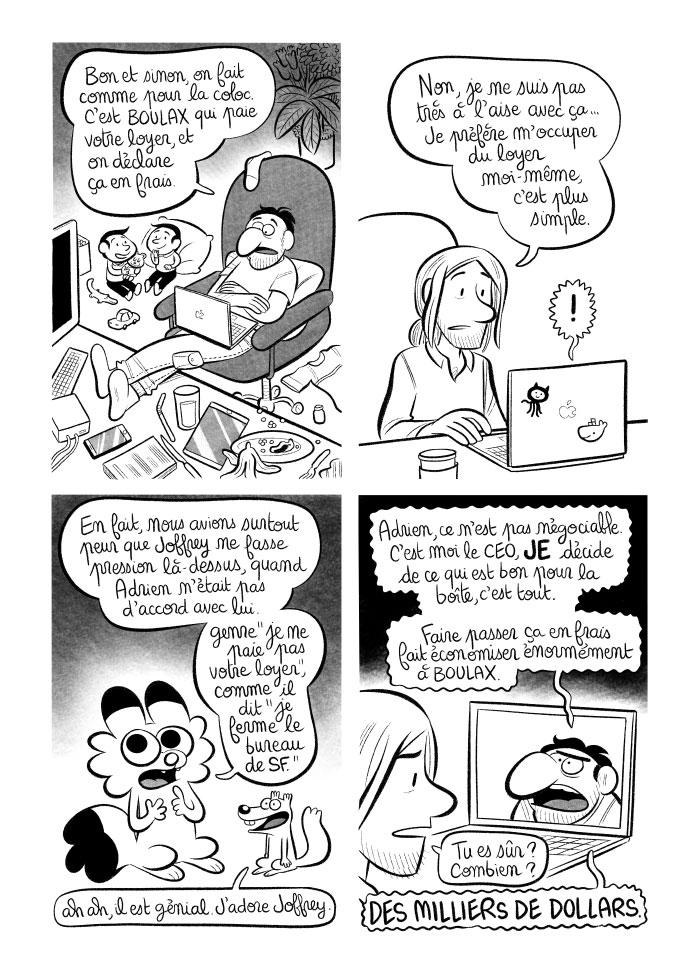 Bon et sinon, on fait
comme pour la coloc.
C'est BOULAX qui paie
votre loyer, et
on déclare
ça en frais.
Non, je ne suis pas
très à l'aise avec ça...
Je préfère m'occuper
du loyer
moi-même,
c'est plus
simple.
!
En fait, nous avions surtout
peur que Joffrey me fasse
pression là-dessus, quand
Adrien n'était pas
d'accord avec lui.
genre "je ne
paie pas
votre loyer",
comme il
dit "je
ferme le
bureau
de SF."
ah ah, il est génial. J'adore Joffrey.
Adrien, ce n'est pas négociable.
C'est moi le CEO, JE décide
de ce qui est bon pour la
boîte, c'est tout.
Faire passer ça en frais
fait économiser énormément
à BOULAX.
Tu es sûr ?
Combien ?
DES MILLIERS DE DOLLARS.